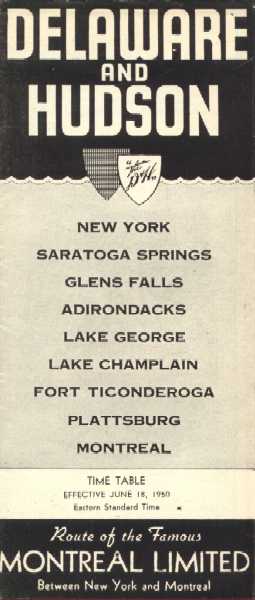 DELAWARE
AND
HUDSON
The
D&H
NEW YORK
SARATOGA SPRINGS
GLENS FALLS
ADIRONDACKS
LAKE GEORGE
LAKE CHAMPLAIN
FORT TICONDEROGA
PLATTSBURG
MONTREAL
TIME TABLE
EFFECTIVE JUNE 18, 1950
Eastern Standard Time
Route of the Famous
MONTREAL LIMITED
Between New York and Montreal